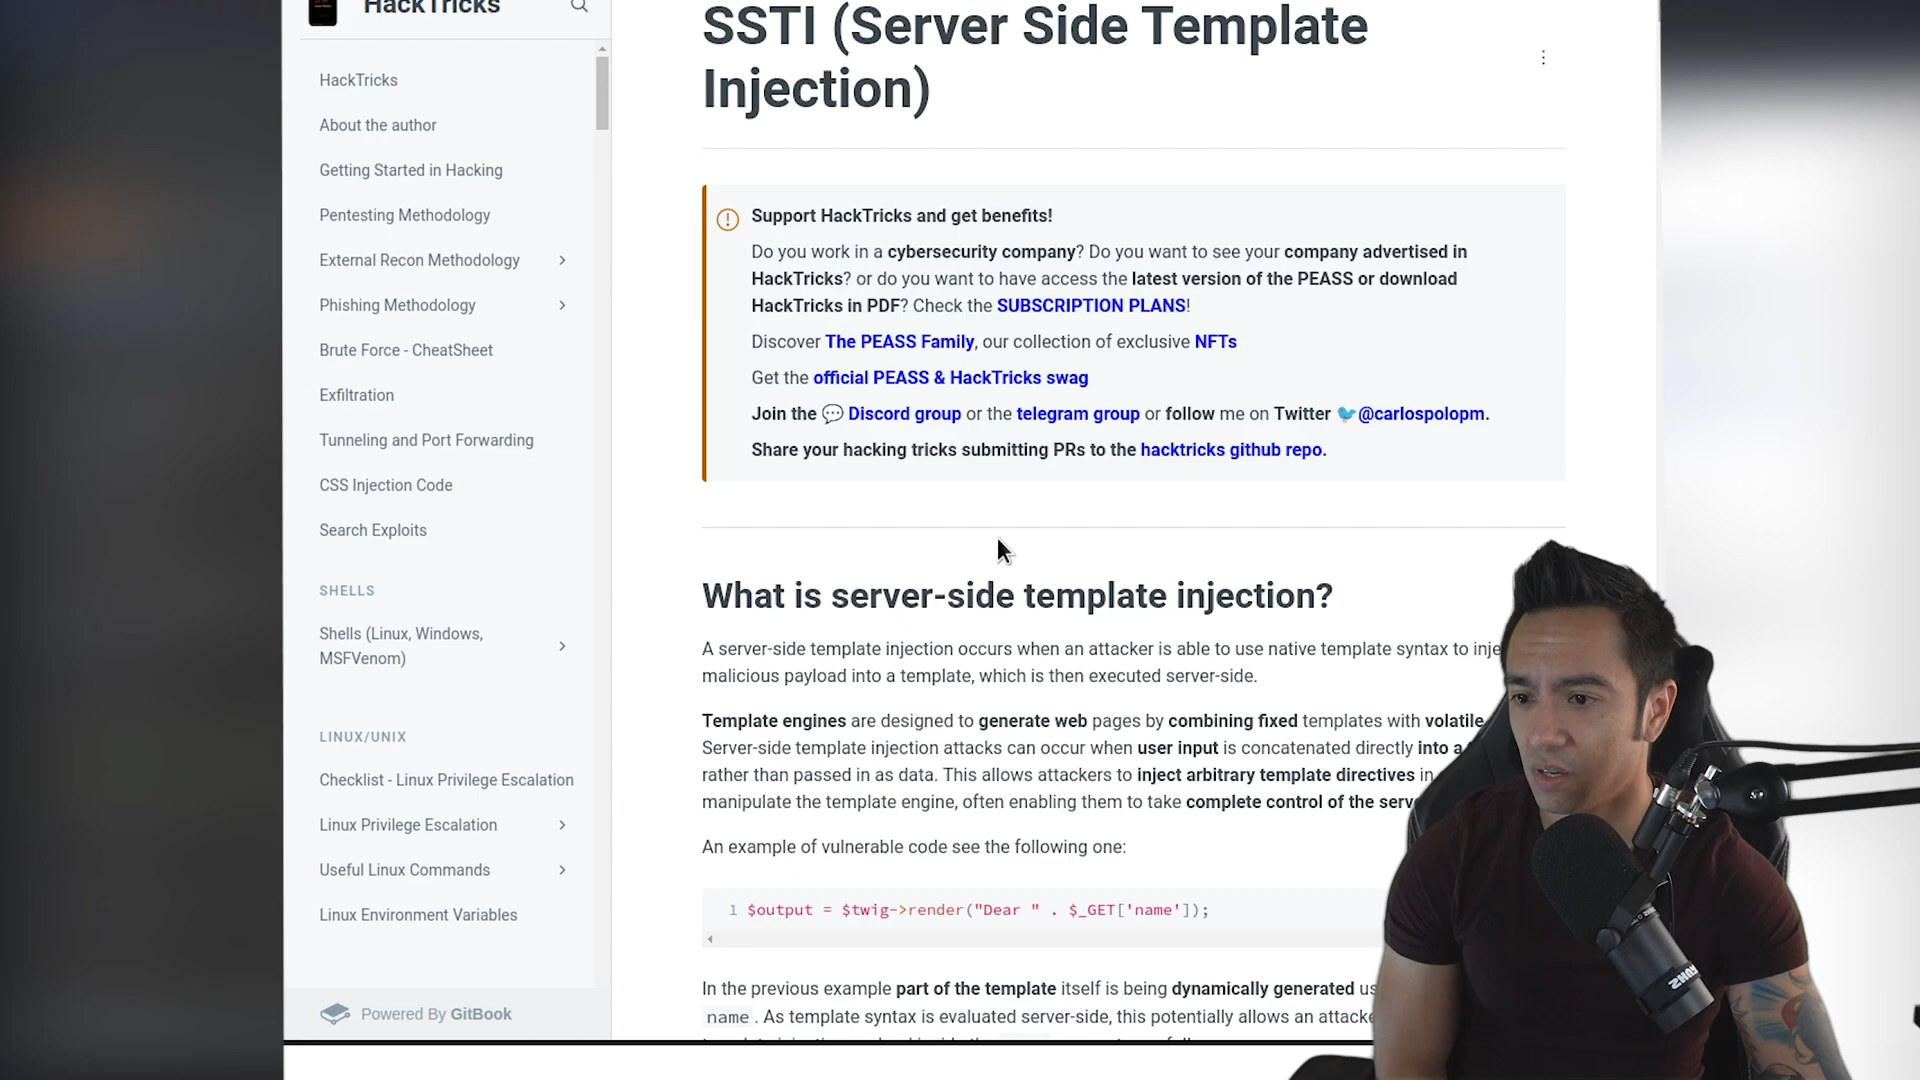 HackTricks
HackTricks
About the author
Getting Started in Hacking
Pentesting Methodology
External Recon Methodology
Phishing Methodology
Brute Force - CheatSheet
Exfiltration
Tunneling and Port Forwarding
CSS Injection Code
Search Exploits
SHELLS
Shells (Linux, Windows,
MSFVenom)
LINUX/UNIX
Checklist - Linux Privilege Escalation
Linux Privilege Escalation
Useful Linux Commands
Linux Environment Variables
Powered By GitBook
SSTI (Server Side Template
Injection)
Support HackTricks and get benefits!
Do you work in a cybersecurity company? Do you want to see your company advertised in
HackTricks? or do you want to have access the latest version of the PEASS or download
HackTricks in PDF? Check the SUBSCRIPTION PLANS!
Discover The PEASS Family, our collection of exclusive NFTs
Get the official PEASS & HackTricks swag
Join the 💬 Discord group or the telegram group or follow me on Twitter 🐦@carlospolopm.
Share your hacking tricks submitting PRs to the hacktricks github repo.
What is server-side template injection?
A server-side template injection occurs when an attacker is able to use native template syntax to inje
malicious payload into a template, which is then executed server-side.
Template engines are designed to generate web pages by combining fixed templates with volatile
Server-side template injection attacks can occur when user input is concatenated directly into a
rather than passed in as data. This allows attackers to inject arbitrary template directives in
manipulate the template engine, often enabling them to take complete control of the serv
An example of vulnerable code see the following one:
1 $output = $twig->render("Dear " . $_GET['name']);
In the previous example part of the template itself is being dynamically generated us
name . As template syntax is evaluated server-side, this potentially allows an attacke